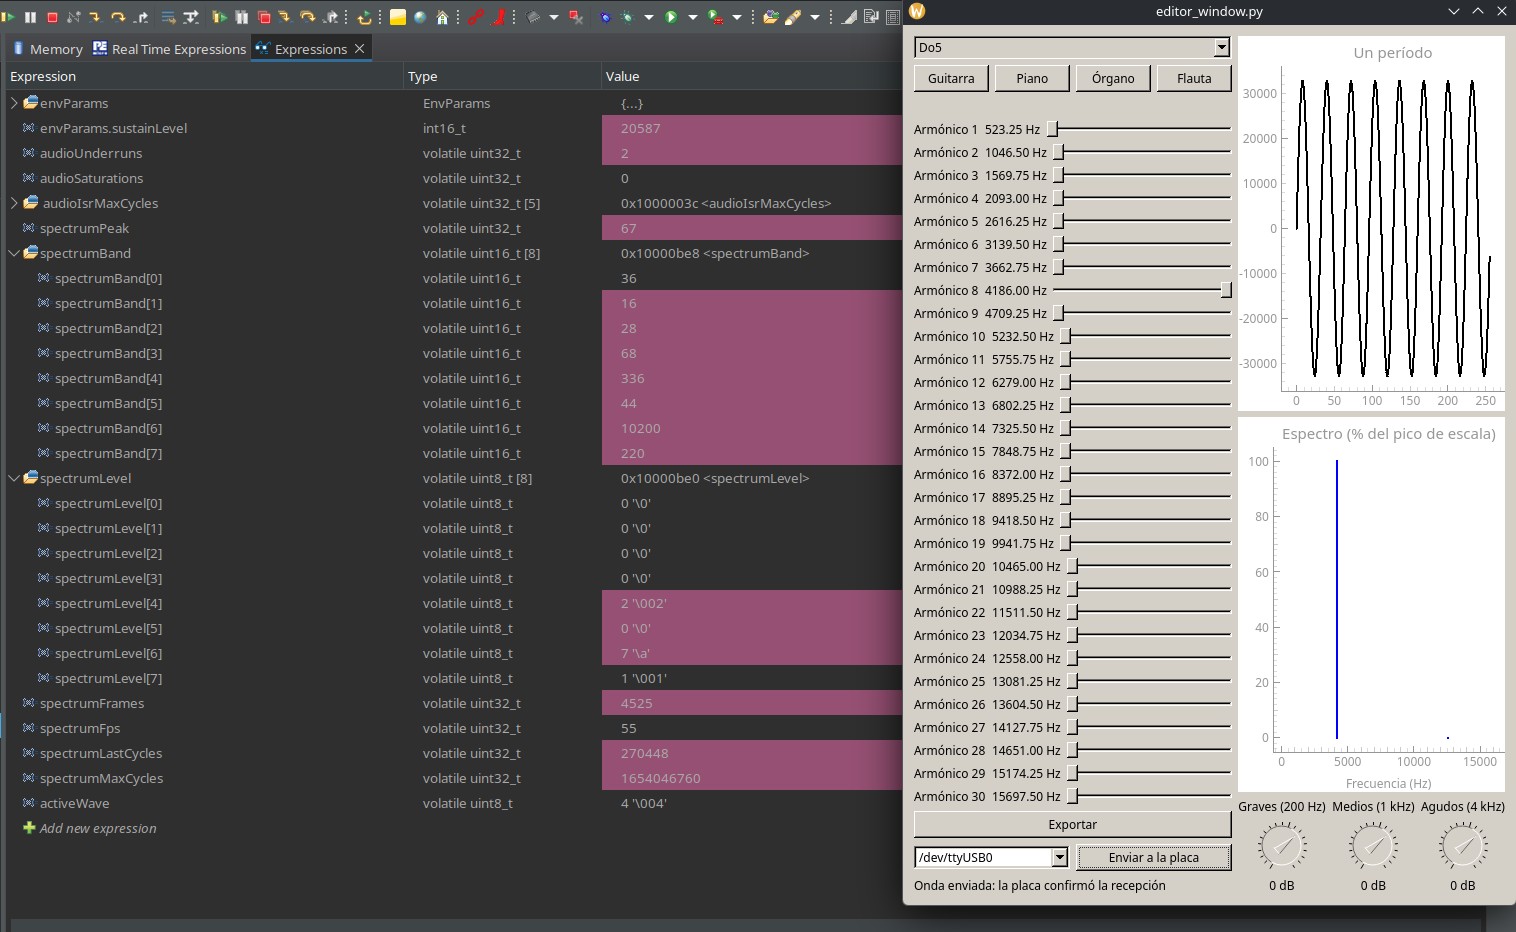 editor_window.py
Memory Real Time Expressions Expressions
Expression Type Value
envParams EnvParams {...}
envParams.sustainLevel int16_t 20587
audioUnderruns volatile uint32_t 2
audioSaturations volatile uint32_t 0
audioIsrMaxCycles volatile uint32_t [5] 0x1000003c <audioIsrMaxCycles>
spectrumPeak volatile uint32_t 67
spectrumBand volatile uint16_t [8] 0x10000be8 <spectrumBand>
spectrumBand[0] volatile uint16_t 36
spectrumBand[1] volatile uint16_t 16
spectrumBand[2] volatile uint16_t 28
spectrumBand[3] volatile uint16_t 68
spectrumBand[4] volatile uint16_t 336
spectrumBand[5] volatile uint16_t 44
spectrumBand[6] volatile uint16_t 10200
spectrumBand[7] volatile uint16_t 220
spectrumLevel volatile uint8_t [8] 0x10000be0 <spectrumLevel>
spectrumLevel[0] volatile uint8_t 0 '\0'
spectrumLevel[1] volatile uint8_t 0 '\0'
spectrumLevel[2] volatile uint8_t 0 '\0'
spectrumLevel[3] volatile uint8_t 0 '\0'
spectrumLevel[4] volatile uint8_t 2 '\002'
spectrumLevel[5] volatile uint8_t 0 '\0'
spectrumLevel[6] volatile uint8_t 7 '\a'
spectrumLevel[7] volatile uint8_t 1 '\001'
spectrumFrames volatile uint32_t 4525
spectrumFps volatile uint32_t 55
spectrumLastCycles volatile uint32_t 270448
spectrumMaxCycles volatile uint32_t 1654046760
activeWave volatile uint8_t 4 '\004'
Add new expression
Do5
Guitarra Piano Órgano Flauta
Armónico 1 523.25 Hz
Armónico 2 1046.50 Hz
Armónico 3 1569.75 Hz
Armónico 4 2093.00 Hz
Armónico 5 2616.25 Hz
Armónico 6 3139.50 Hz
Armónico 7 3662.75 Hz
Armónico 8 4186.00 Hz
Armónico 9 4709.25 Hz
Armónico 10 5232.50 Hz
Armónico 11 5755.75 Hz
Armónico 12 6279.00 Hz
Armónico 13 6802.25 Hz
Armónico 14 7325.50 Hz
Armónico 15 7848.75 Hz
Armónico 16 8372.00 Hz
Armónico 17 8895.25 Hz
Armónico 18 9418.50 Hz
Armónico 19 9941.75 Hz
Armónico 20 10465.00 Hz
Armónico 21 10988.25 Hz
Armónico 22 11511.50 Hz
Armónico 23 12034.75 Hz
Armónico 24 12558.00 Hz
Armónico 25 13081.25 Hz
Armónico 26 13604.50 Hz
Armónico 27 14127.75 Hz
Armónico 28 14651.00 Hz
Armónico 29 15174.25 Hz
Armónico 30 15697.50 Hz
Exportar
/dev/ttyUSB0 Enviar a la placa
Onda enviada: la placa confirmó la recepción
Un período
30000
20000
10000
0
-10000
-20000
-30000
0 50 100 150 200 250
Espectro (% del pico de escala)
100
80
60
40
20
0
0 5000 10000 15000
Frecuencia (Hz)
Graves (200 Hz) Medios (1 kHz) Agudos (4 kHz)
0 dB 0 dB 0 dB